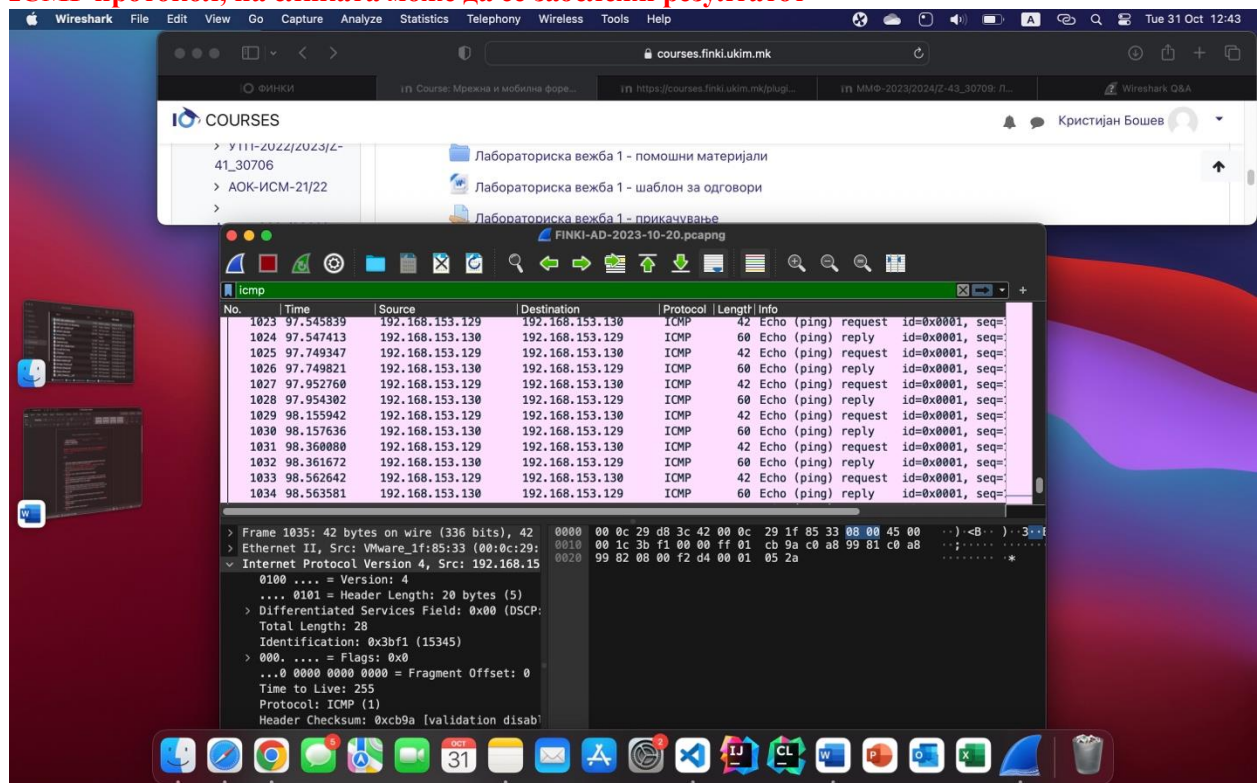 ICMP протокол, на сликата може да се забележи резултатот
Wireshark File Edit View Go Capture Analyze Statistics Telephony Wireless Tools Help A Tue 31 Oct 12:43
courses.finki.ukim.mk
ФИНКИ Course: Мрежна и мобилна форе... https://courses.finki.ukim.mk/plugi... ММФ-2023/2024/Z-43_30709: Л... Wireshark Q&A
COURSES Кристијан Бошев
> УТП-2022/2023/Z-41_30706
> АОК-ИСМ-21/22
>
Лабораториска вежба 1 - помошни материјали
Лабораториска вежба 1 - шаблон за одговори
Лабораториска вежба 1 - прикачување
FINKI-AD-2023-10-20.pcapng
icmp
No. Time Source Destination Protocol Length Info
1023 97.545839 192.168.153.129 192.168.153.130 ICMP 42 Echo (ping) request id=0x0001, seq=
1024 97.547413 192.168.153.130 192.168.153.129 ICMP 60 Echo (ping) reply id=0x0001, seq=
1025 97.749347 192.168.153.129 192.168.153.130 ICMP 42 Echo (ping) request id=0x0001, seq=
1026 97.749821 192.168.153.130 192.168.153.129 ICMP 60 Echo (ping) reply id=0x0001, seq=
1027 97.952760 192.168.153.129 192.168.153.130 ICMP 42 Echo (ping) request id=0x0001, seq=
1028 97.954302 192.168.153.130 192.168.153.129 ICMP 60 Echo (ping) reply id=0x0001, seq=
1029 98.155942 192.168.153.129 192.168.153.130 ICMP 42 Echo (ping) request id=0x0001, seq=
1030 98.157636 192.168.153.130 192.168.153.129 ICMP 60 Echo (ping) reply id=0x0001, seq=
1031 98.360080 192.168.153.129 192.168.153.130 ICMP 42 Echo (ping) request id=0x0001, seq=
1032 98.361672 192.168.153.130 192.168.153.129 ICMP 60 Echo (ping) reply id=0x0001, seq=
1033 98.562642 192.168.153.129 192.168.153.130 ICMP 42 Echo (ping) request id=0x0001, seq=
1034 98.563581 192.168.153.130 192.168.153.129 ICMP 60 Echo (ping) reply id=0x0001, seq=
> Frame 1035: 42 bytes on wire (336 bits), 42
> Ethernet II, Src: VMware_1f:85:33 (00:0c:29:
Internet Protocol Version 4, Src: 192.168.15
0100 .... = Version: 4
.... 0101 = Header Length: 20 bytes (5)
> Differentiated Services Field: 0x00 (DSCP:
Total Length: 28
Identification: 0x3bf1 (15345)
> 000. .... = Flags: 0x0
...0 0000 0000 0000 = Fragment Offset: 0
Time to Live: 255
Protocol: ICMP (1)
Header Checksum: 0xcb9a [validation disabl
0000 00 0c 29 d8 3c 42 00 0c 29 1f 85 33 08 00 45 00 ··)·<B·· )··3··E
0010 00 1c 3b f1 00 00 ff 01 cb 9a c0 a8 99 81 c0 a8 ··;·············
0020 99 82 08 00 f2 d4 00 01 05 2a ·········*
5 OCT 31 2 IJ CL W P